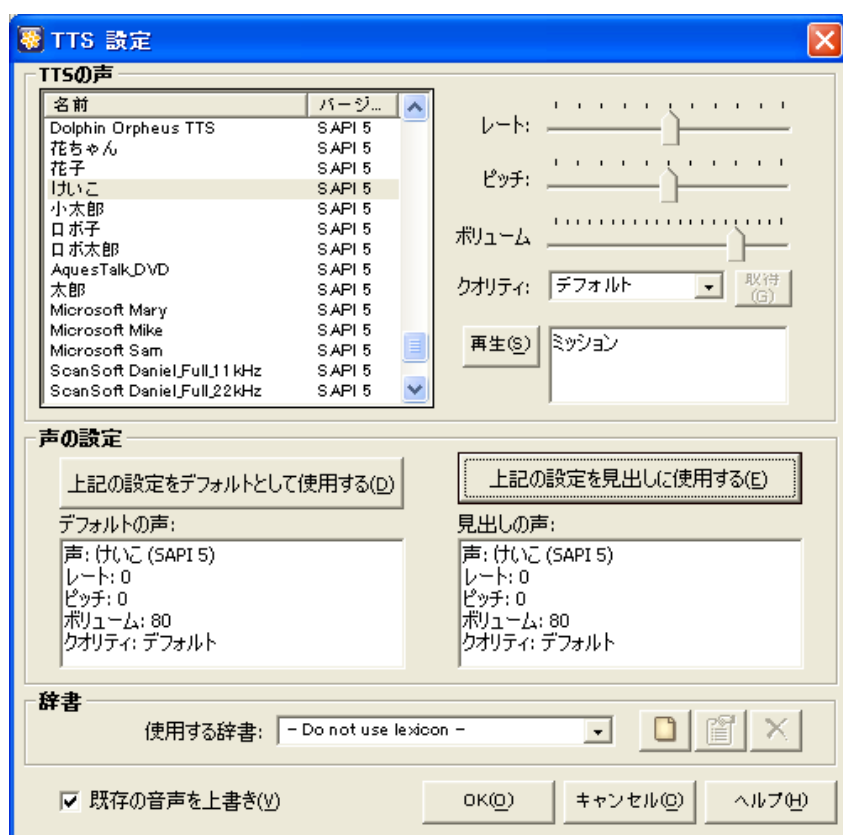 TTS 設定
TTSの声
名前 バージ...
Dolphin Orpheus TTS SAPI 5
花ちゃん SAPI 5
花子 SAPI 5
けいこ SAPI 5
小太郎 SAPI 5
ロボ子 SAPI 5
ロボ太郎 SAPI 5
AquesTalk_DVD SAPI 5
太郎 SAPI 5
Microsoft Mary SAPI 5
Microsoft Mike SAPI 5
Microsoft Sam SAPI 5
ScanSoft Daniel_Full_11kHz SAPI 5
ScanSoft Daniel_Full_22kHz SAPI 5
レート:
ピッチ:
ボリューム
クオリティ: デフォルト 取得(G)
再生(S) ミッション
声の設定
上記の設定をデフォルトとして使用する(D)
デフォルトの声:
声: けいこ (SAPI 5)
レート: 0
ピッチ: 0
ボリューム: 80
クオリティ: デフォルト
上記の設定を見出しに使用する(E)
見出しの声:
声: けいこ (SAPI 5)
レート: 0
ピッチ: 0
ボリューム: 80
クオリティ: デフォルト
辞書
使用する辞書: - Do not use lexicon -
既存の音声を上書き(V) OK(O) キャンセル(C) ヘルプ(H)